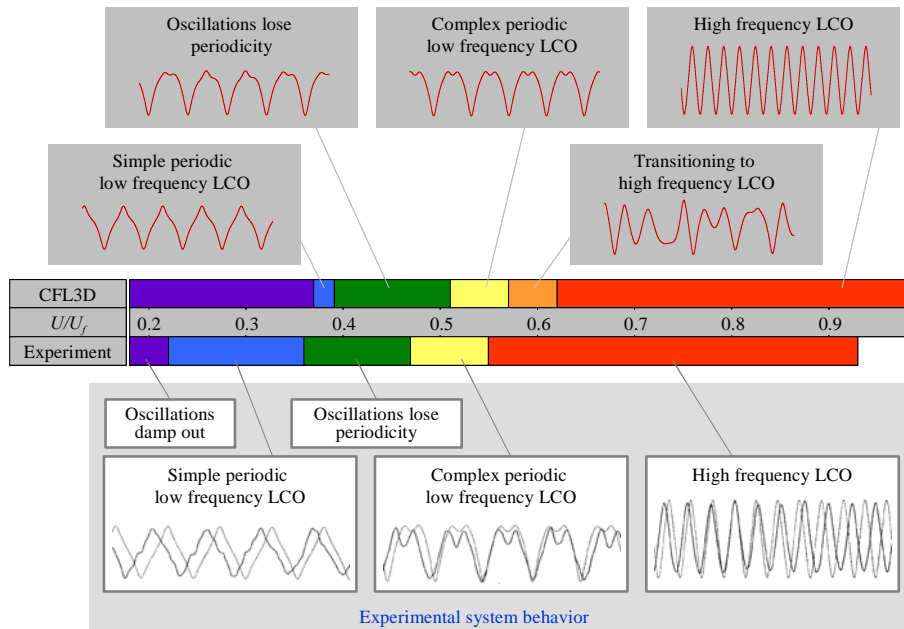 Oscillations lose
periodicity
Complex periodic
low frequency LCO
High frequency LCO
Simple periodic
low frequency LCO
Transitioning to
high frequency LCO
CFL3D
U/U_f 0.2 0.3 0.4 0.5 0.6 0.7 0.8 0.9
Experiment
Oscillations
damp out
Oscillations lose
periodicity
Simple periodic
low frequency LCO
Complex periodic
low frequency LCO
High frequency LCO
Experimental system behavior